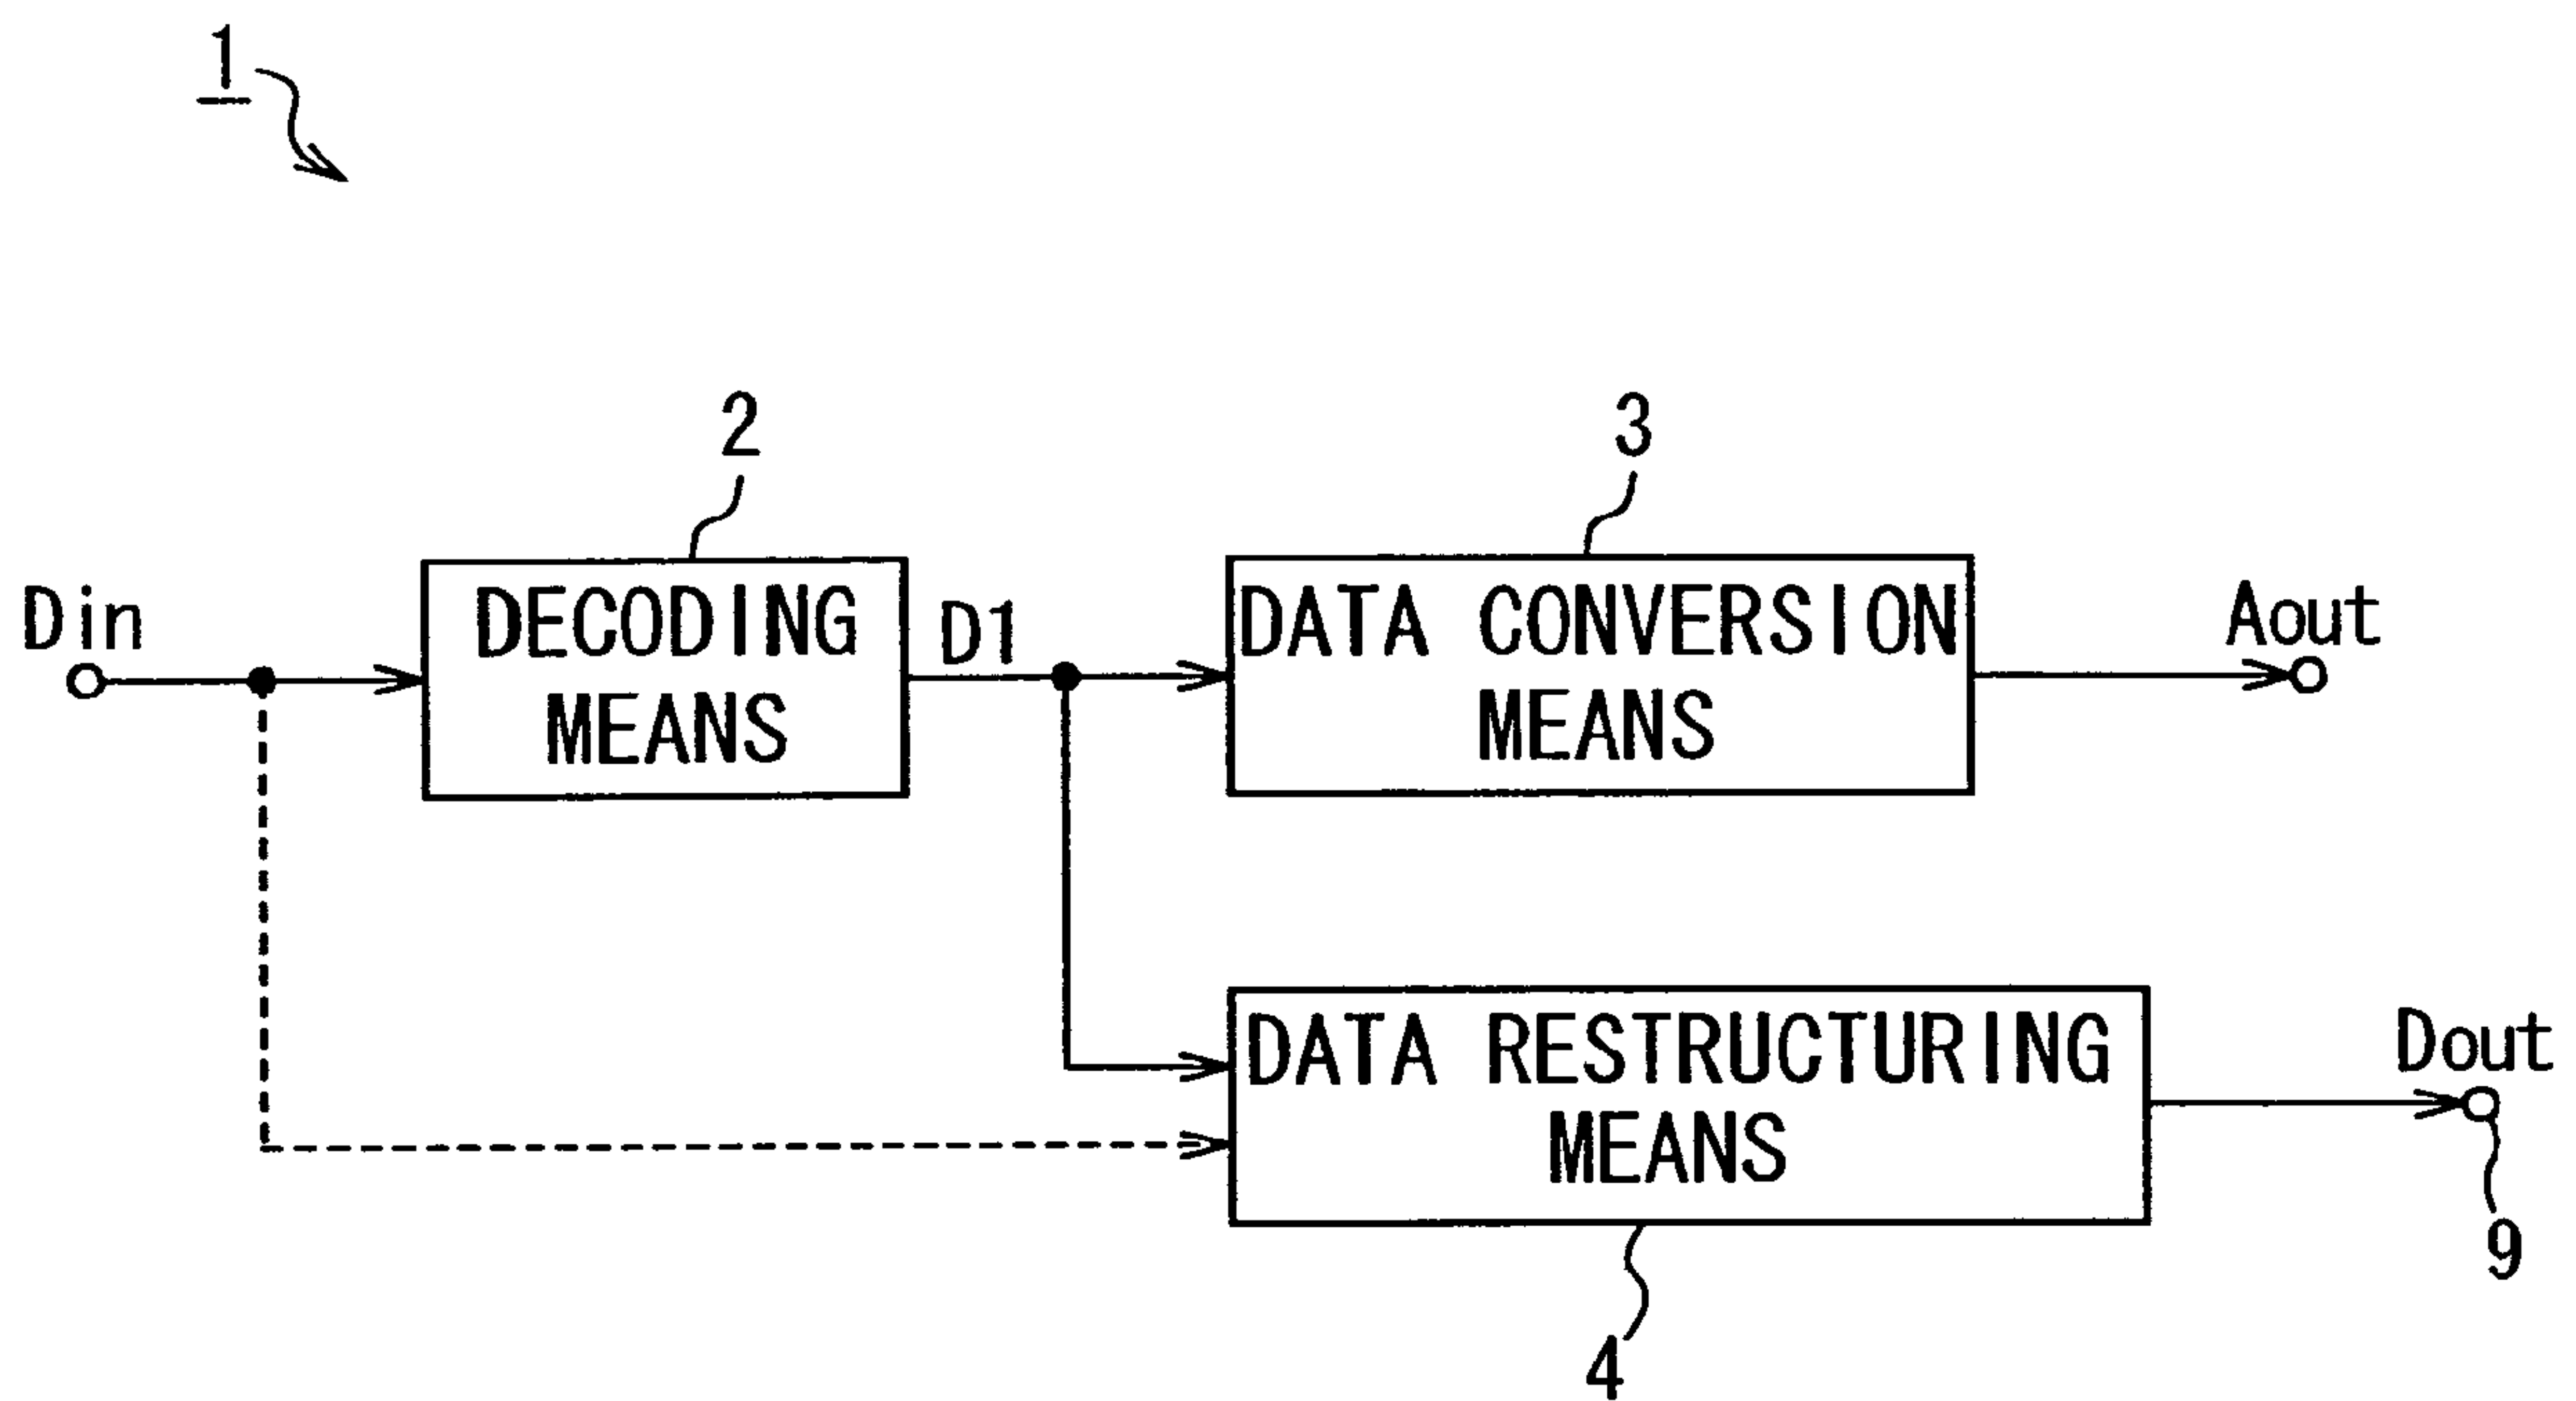 1
2
3
Din
DECODING
MEANS
D1
DATA CONVERSION
MEANS
Aout
DATA RESTRUCTURING
MEANS
Dout
9
4